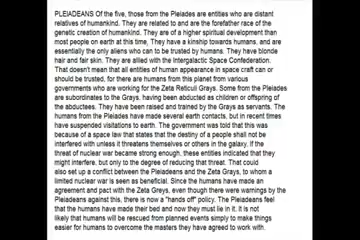 PLEIADEANS Of the five, those from the Pleiades are entities who are distant
relatives of humankind. They are related to and are the forefather race of the
genetic creation of humankind. They are of a higher spiritual development than
most people on earth at this time, They have a kinship towards humans, and are
essentially the only aliens who can to be trusted by humans. They have blonde
hair and fair skin. They are allied with the Intergalactic Space Confederation.
That doesn't mean that all entities of human appearance in space craft can or
should be trusted, for there are humans from this planet from various
governments who are working for the Zeta Reticuli Grays. Some from the Pleiades
are subordinates to the Grays, having been abducted as children or offspring of
the abductees. They have been raised and trained by the Grays as servants. The
humans from the Pleiades have made several earth contacts, but in recent times
have suspended visitations to earth. The government was told that this was
because of a space law that states that the destiny of a people shall not be
interfered with unless it threatens themselves or others in the galaxy, If the
threat of nuclear war became strong enough, these entities indicated that they
might interfere, but only to the degree of reducing that threat. That could
also set up a conflict between the Pleiadeans and the Zeta Greys, to whom a
limited nuclear war is seen as beneficial. Since the humans have made an
agreement and pact with the Zeta Greys, even though there were warnings by the
Pleiadeans against this, there is now a "hands off" policy. The Pleiadeans feel
that the humans have made their bed and now they must lie in it. It is not
likely that humans will be rescued from planned events simply to make things
easier for humans to overcome the masters they have agreed to work with.